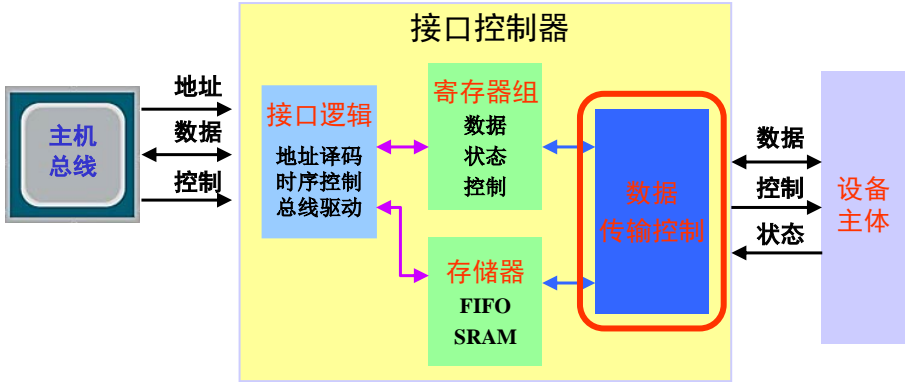 接口控制器
主机
总线
地址
数据
控制
接口逻辑
地址译码
时序控制
总线驱动
寄存器组
数据
状态
控制
存储器
FIFO
SRAM
数据
传输控制
数据
控制
状态
设备
主体